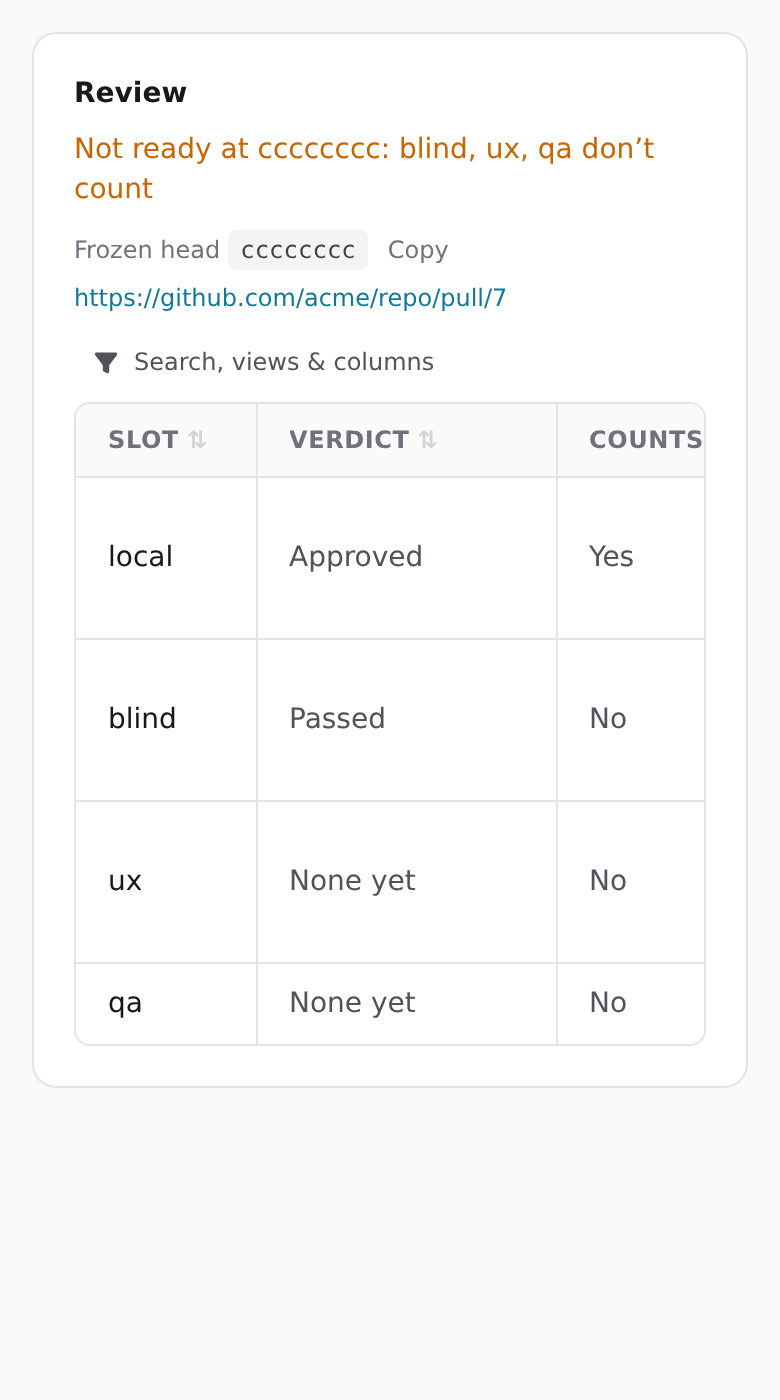 Review
Not ready at cccccccc: blind, ux, qa don’t
count
Frozen head cccccccc Copy
https://github.com/acme/repo/pull/7
Search, views & columns
SLOT ⇅ VERDICT ⇅ COUNTS
local Approved Yes
blind Passed No
ux None yet No
qa None yet No